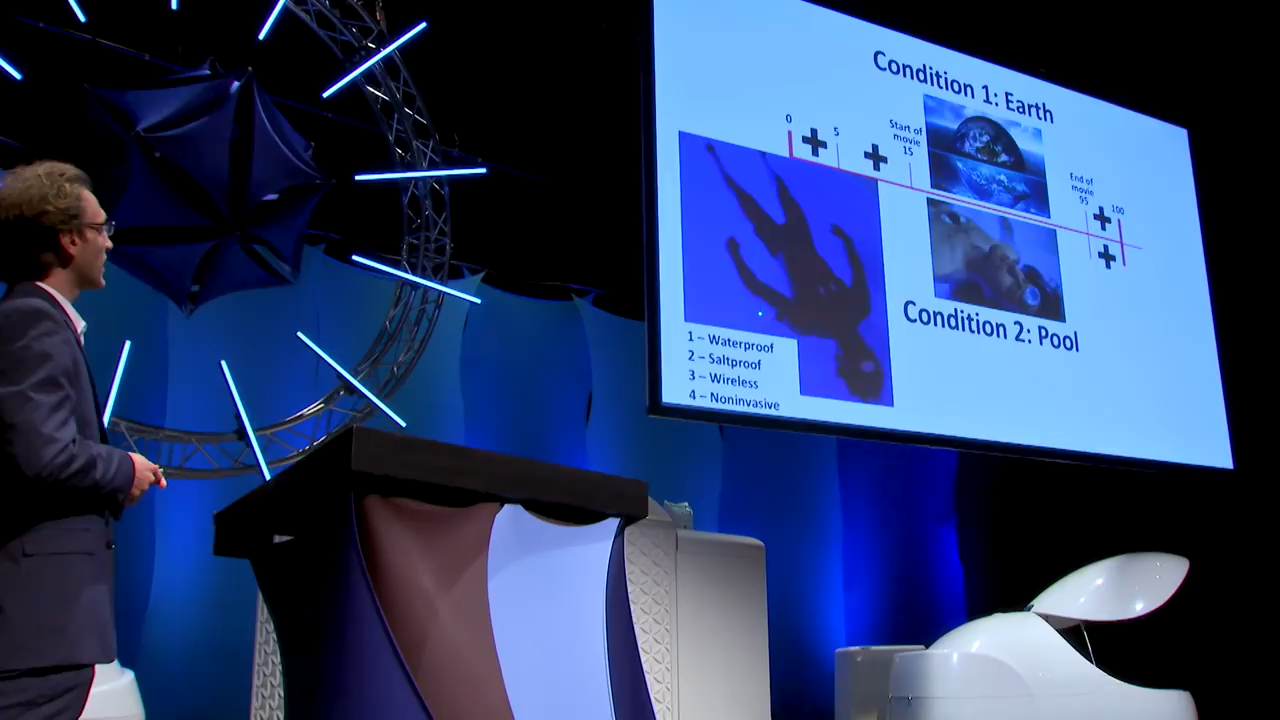 Condition 1: Earth
0
5
Start of
movie
15
End of
movie
95
100
Condition 2: Pool
1 – Waterproof
2 – Saltproof
3 – Wireless
4 – Noninvasive